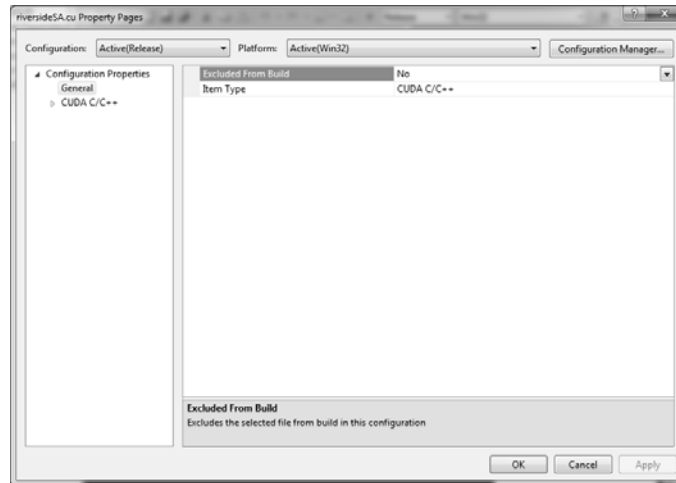 riversideSA.cu Property Pages
Configuration: Active(Release) Platform: Active(Win32) Configuration Manager...
Configuration Properties
General
CUDA C/C++
Excluded From Build No
Item Type CUDA C/C++
Excluded From Build
Excludes the selected file from build in this configuration
OK Cancel Apply